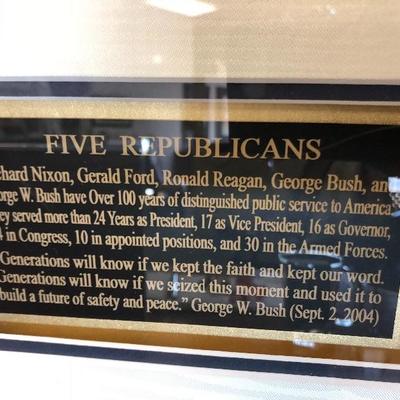 FIVE REPUBLICANS
chard Nixon, Gerald Ford, Ronald Reagan, George Bush, an
orge W. Bush have Over 100 years of distinguished public service to America
ey served more than 24 Years as President, 17 as Vice President, 16 as Governor,
4 in Congress, 10 in appointed positions, and 30 in the Armed Forces.
Generations will know if we kept the faith and kept our word.
Generations will know if we seized this moment and used it to
build a future of safety and peace.” George W. Bush (Sept. 2, 2004)